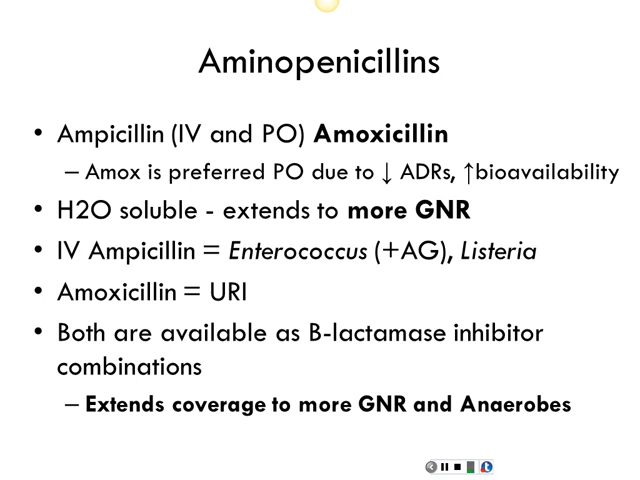 Aminopenicillins
• Ampicillin (IV and PO) Amoxicillin
– Amox is preferred PO due to ↓ ADRs, ↑bioavailability
• H2O soluble - extends to more GNR
• IV Ampicillin = Enterococcus (+AG), Listeria
• Amoxicillin = URI
• Both are available as B-lactamase inhibitor
combinations
– Extends coverage to more GNR and Anaerobes